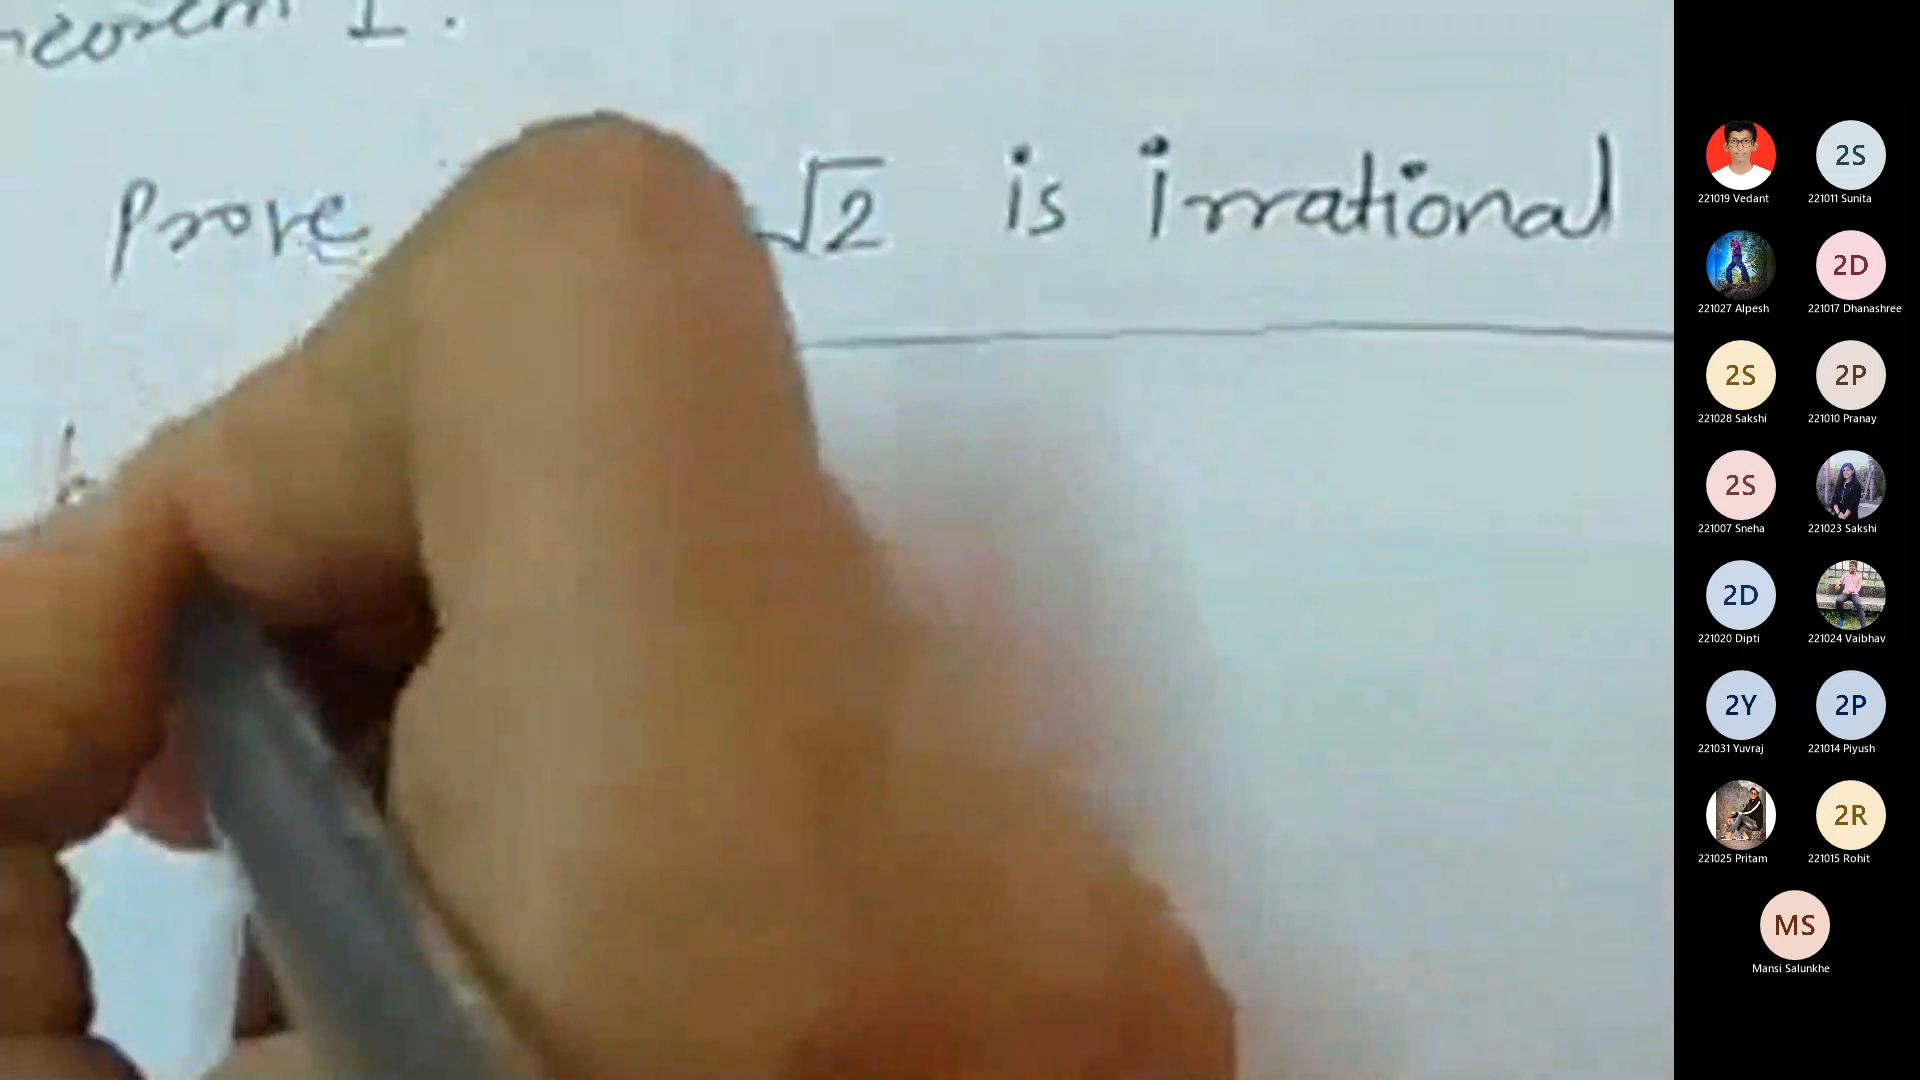 Prove √2 is irrational
2S
221019 Vedant 221011 Sunita
2D
221027 Alpesh 221017 Dhanashree
2S 2P
221028 Sakshi 221010 Pranay
2S
221007 Sneha 221023 Sakshi
2D
221020 Dipti 221024 Vaibhav
2Y 2P
221031 Yuvraj 221014 Piyush
2R
221025 Pritam 221015 Rohit
MS
Mansi Salunkhe